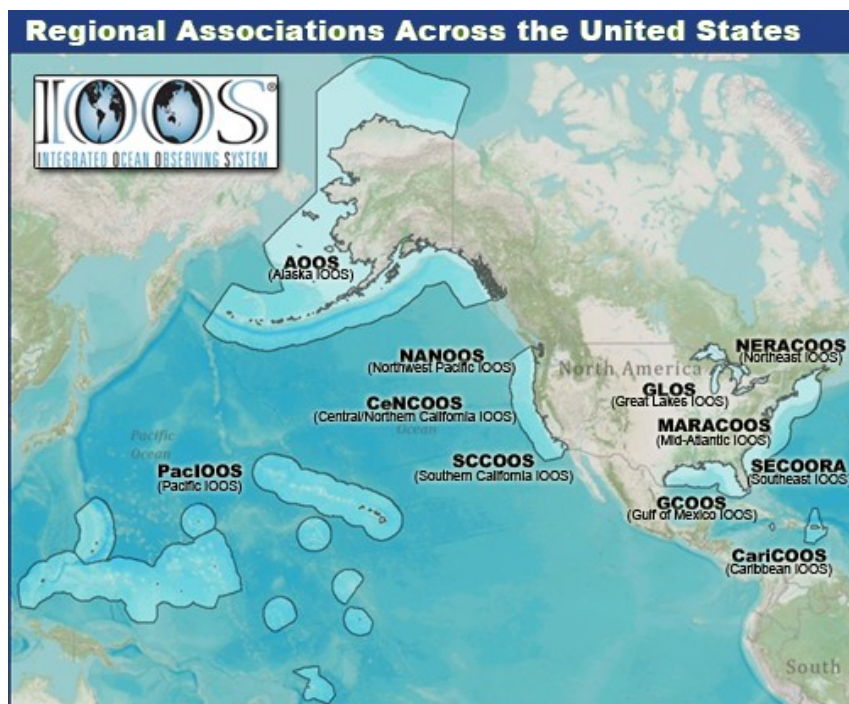 Regional Associations Across the United States
IOOS®
INTEGRATED OCEAN OBSERVING SYSTEM
AOOS
(Alaska IOOS)
NANOOS
(Northwest Pacific IOOS)
North America
NERACOOS
(Northeast IOOS)
GLOS
(Great Lakes IOOS)
CeNCOOS
(Central/Northern California IOOS)
MARACOOS
(Mid-Atlantic IOOS)
Pacific
Ocean
Ocean
SCCOOS
(Southern California IOOS)
SECOORA
(Southeast IOOS)
PacIOOS
(Pacific IOOS)
GCOOS
(Gulf of Mexico IOOS)
CariCOOS
(Caribbean IOOS)
South